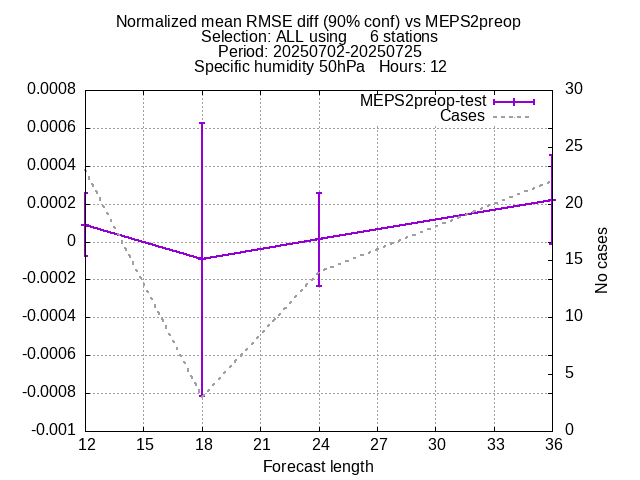 Normalized mean RMSE diff (90% conf) vs MEPS2preop
Selection: ALL using     6 stations
Period: 20250702-20250725
Specific humidity 50hPa   Hours: 12
MEPS2preop-test
Cases
0.0008
0.0006
0.0004
0.0002
0
-0.0002
-0.0004
-0.0006
-0.0008
-0.001
30
25
20
15
10
5
0
No cases
12 15 18 21 24 27 30 33 36
Forecast length